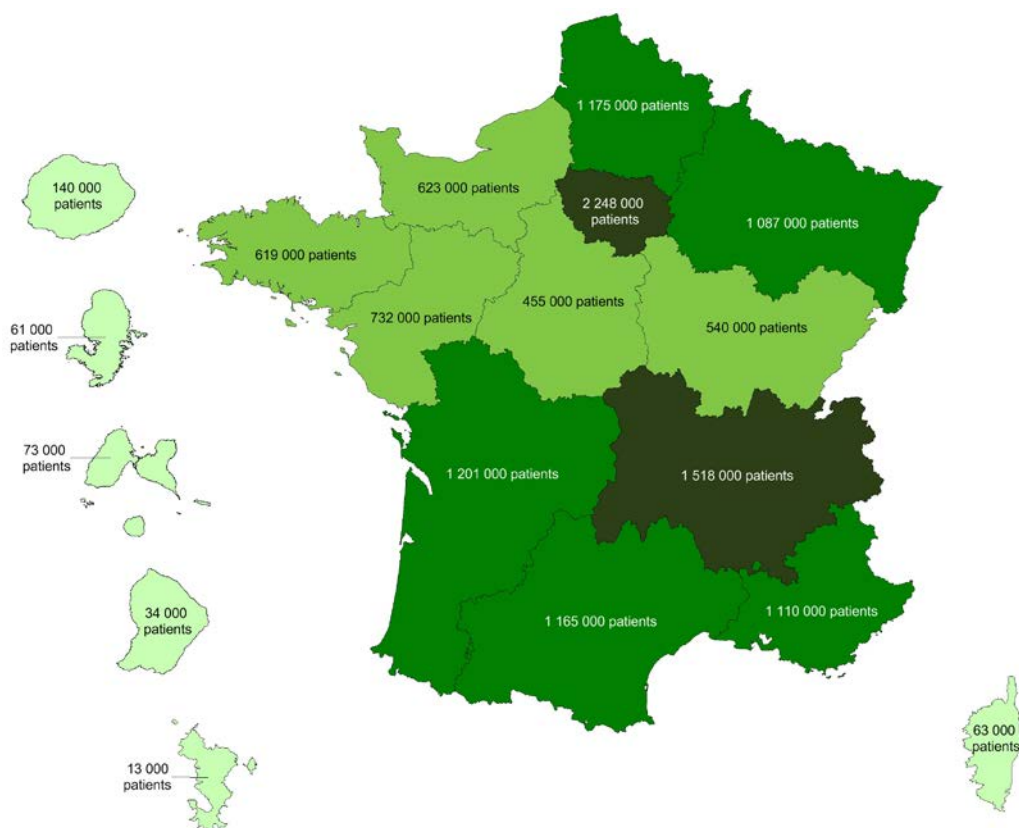 1 175 000 patients
140 000
patients
623 000 patients
2 248 000
patients
1 087 000 patients
619 000 patients
61 000
patients
732 000 patients
455 000 patients
540 000 patients
73 000
patients
1 201 000 patients
1 518 000 patients
34 000
patients
1 165 000 patients
1 110 000 patients
13 000
patients
63 000
patients